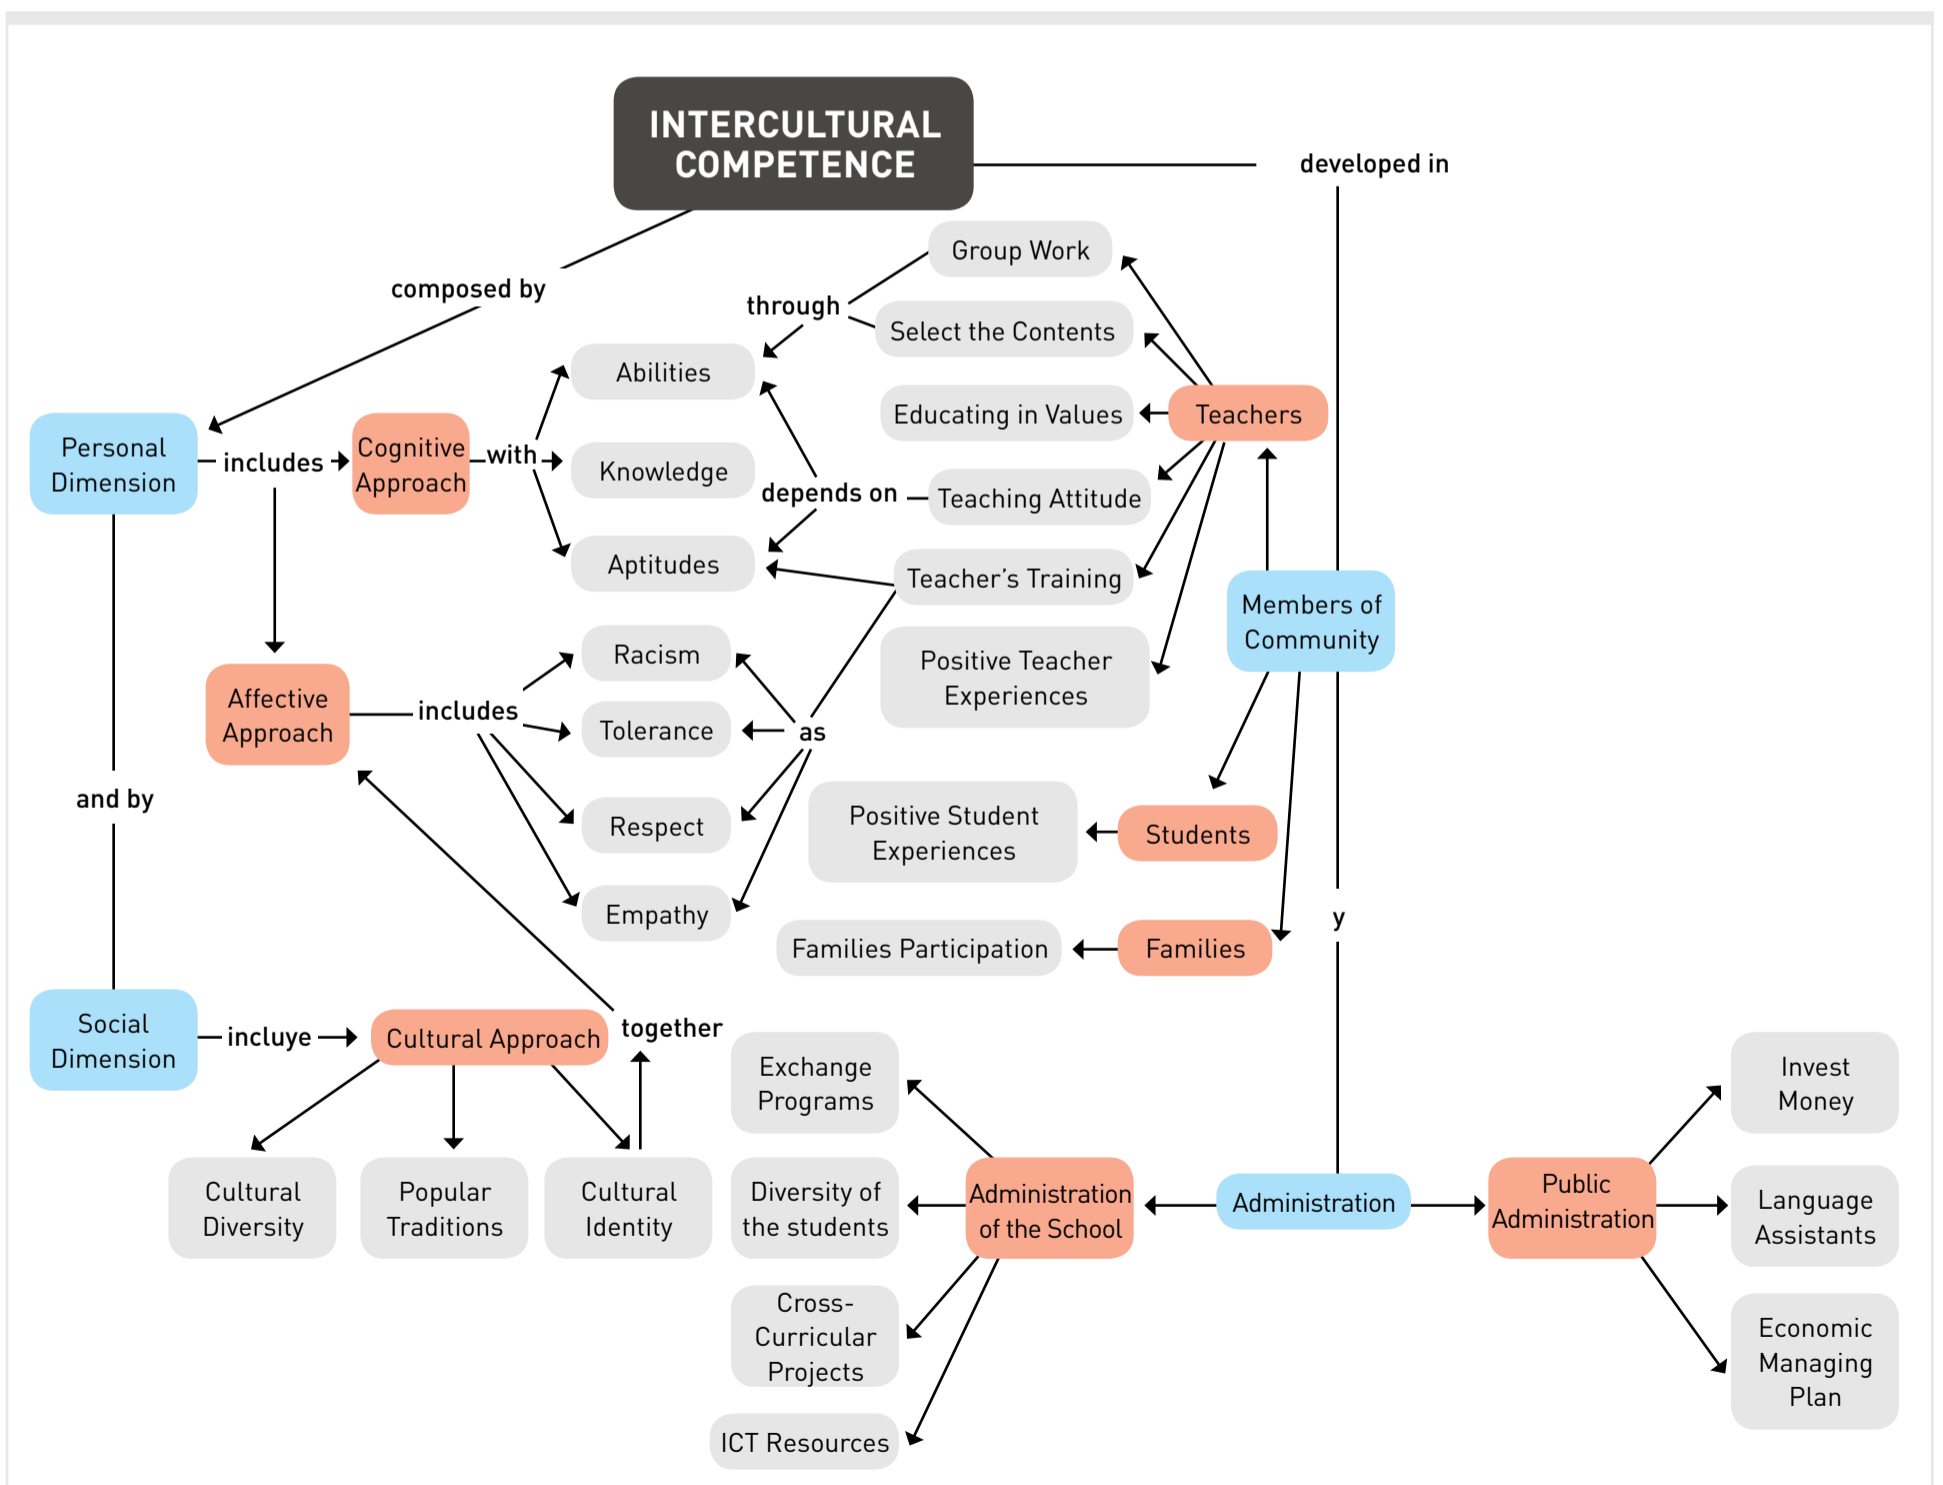 INTERCULTURAL
COMPETENCE
developed in
composed by
Group Work
through
Select the Contents
Abilities
Educating in Values
Teachers
Personal
Dimension
includes
Cognitive
Approach
with
Knowledge
depends on
Teaching Attitude
Aptitudes
Teacher's Training
Members of
Community
Racism
Positive Teacher
Experiences
Affective
Approach
includes
Tolerance
as
and by
Respect
Positive Student
Experiences
Students
Empathy
y
Families Participation
Families
Social
Dimension
incluye
Cultural Approach
together
Exchange
Programs
Invest
Money
Cultural
Diversity
Popular
Traditions
Cultural
Identity
Diversity of
the students
Administration
of the School
Administration
Public
Administration
Language
Assistants
Cross-
Curricular
Projects
Economic
Managing
Plan
ICT Resources